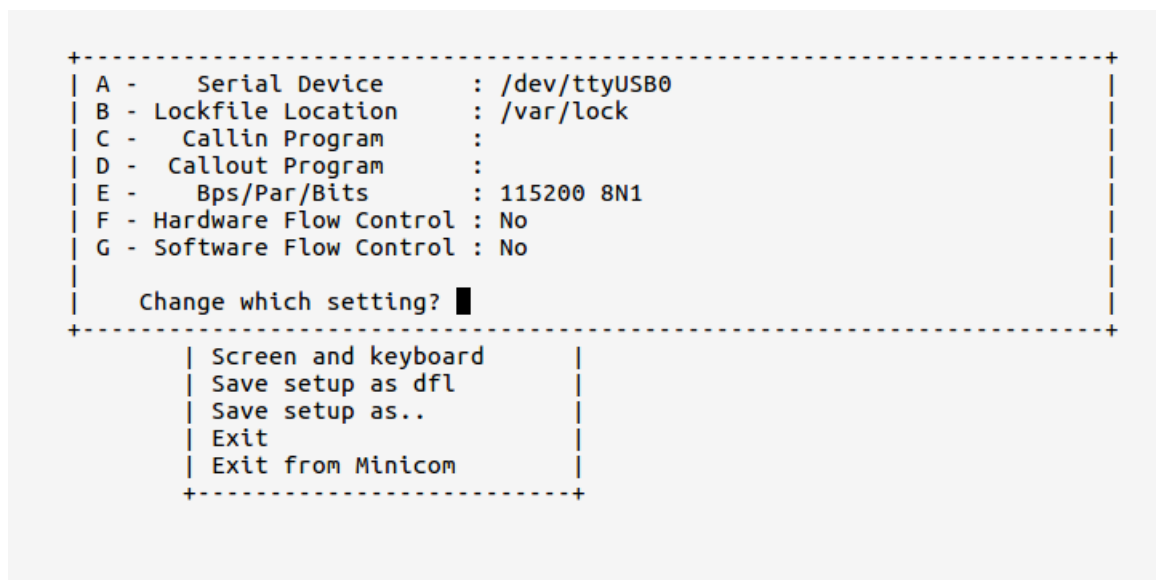 +-----------------------------------------------------------------------+
| A -    Serial Device      : /dev/ttyUSB0                              |
| B - Lockfile Location     : /var/lock                                 |
| C -   Callin Program      :                                           |
| D -  Callout Program      :                                           |
| E -    Bps/Par/Bits       : 115200 8N1                                |
| F - Hardware Flow Control : No                                        |
| G - Software Flow Control : No                                        |
|                                                                       |
|    Change which setting?                                              |
+-----------------------------------------------------------------------+
        | Screen and keyboard      |
        | Save setup as dfl        |
        | Save setup as..          |
        | Exit                     |
        | Exit from Minicom        |
        +--------------------------+